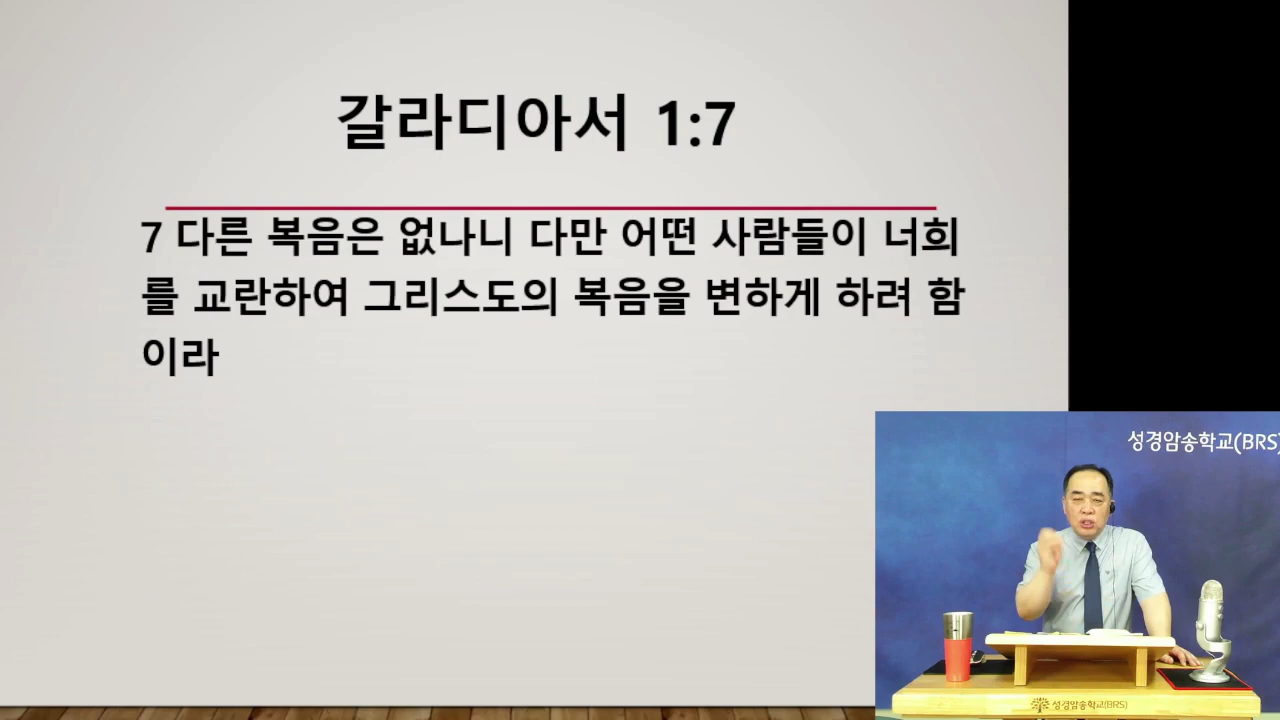 갈라디아서 1:7
7 다른 복음은 없나니 다만 어떤 사람들이 너희
를 교란하여 그리스도의 복음을 변하게 하려 함
이라
성경암송학교(BRS)
성경암송학교(BRS)